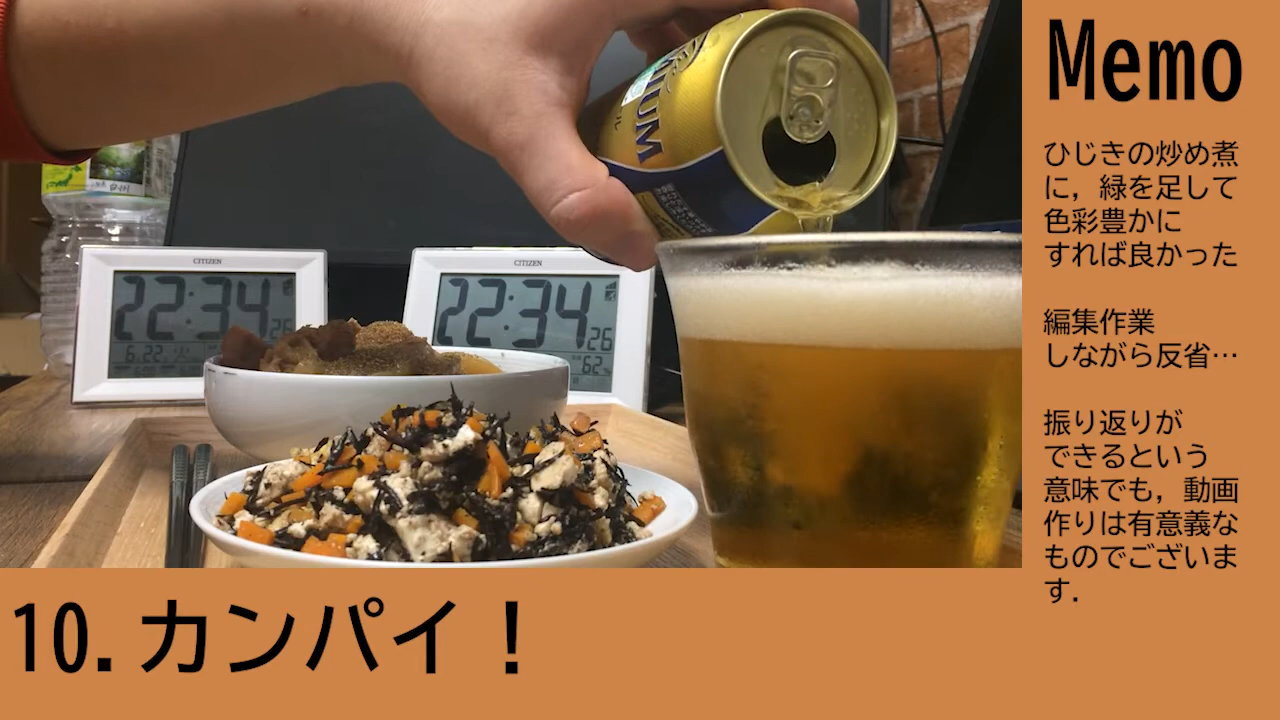 Memo
ひじきの炒め煮
に，緑を足して
色彩豊かに
すれば良かった
編集作業
しながら反省…
振り返りが
できるという
意味でも，動画
作りは有意義な
ものでございま
す．
MIUM
CITIZEN
22:34 26
6.22
CITIZEN
22:34 26
62%
10.カンパイ！